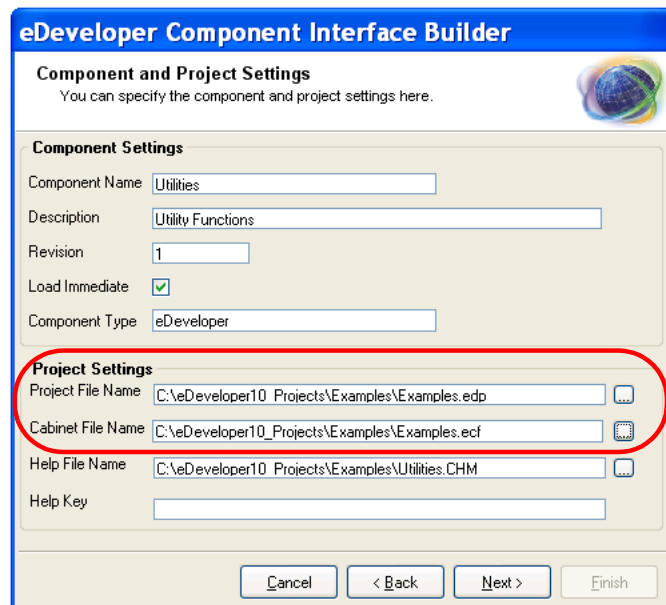 eDeveloper Component Interface Builder
Component and Project Settings
You can specify the component and project settings here.
Component Settings
Component Name Utilities
Description Utility Functions
Revision 1
Load Immediate
Component Type eDeveloper
Project Settings
Project File Name C:\eDeveloper10_Projects\Examples\Examples.edp ...
Cabinet File Name C:\eDeveloper10_Projects\Examples\Examples.ecf ...
Help File Name C:\eDeveloper10_Projects\Examples\Utilities.CHM ...
Help Key
Cancel < Back Next > Finish